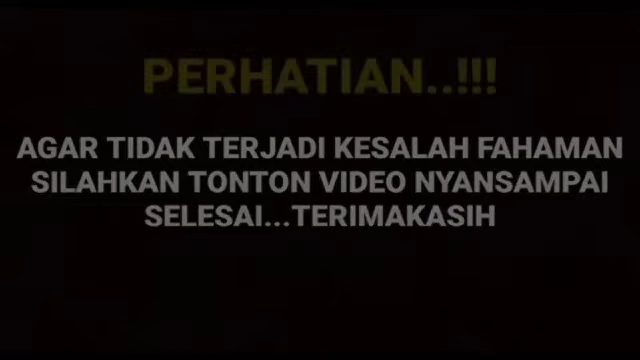 PERHATIAN..!!!
AGAR TIDAK TERJADI KESALAH FAHAMAN
SILAHKAN TONTON VIDEO NYANSAMPAI
SELESAI...TERIMAKASIH